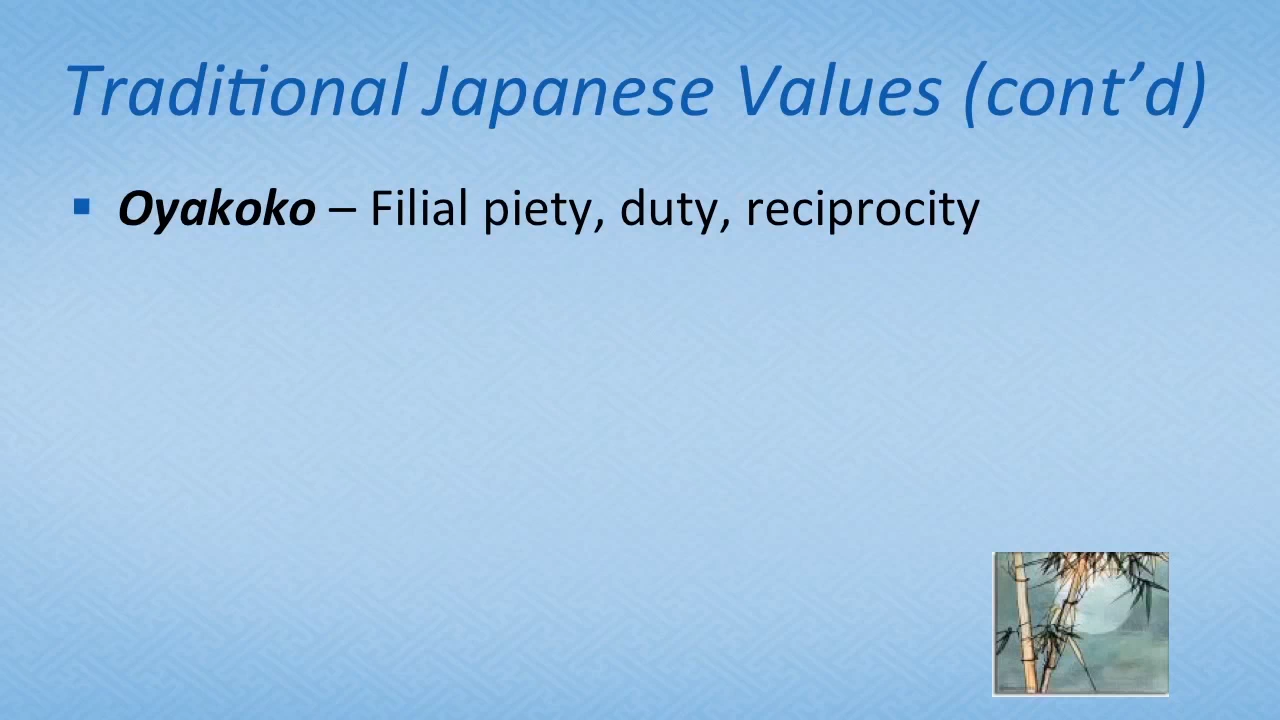 Traditional Japanese Values (cont’d)
▪ Oyakoko – Filial piety, duty, reciprocity